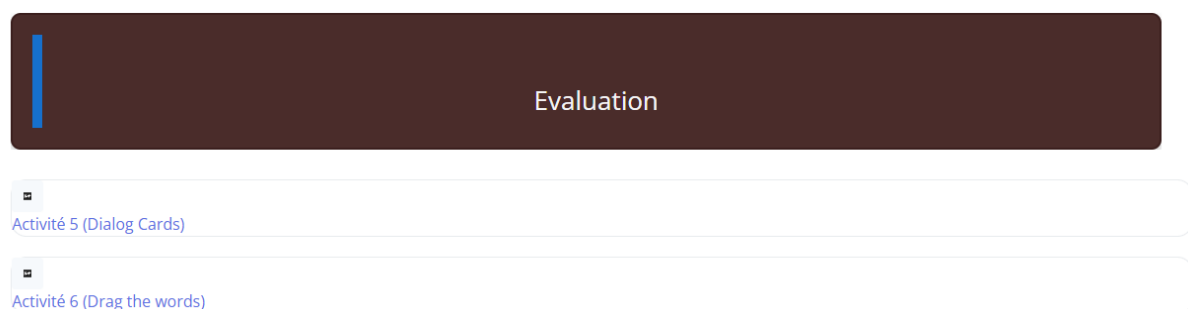 Evaluation
Activité 5 (Dialog Cards)
Activité 6 (Drag the words)